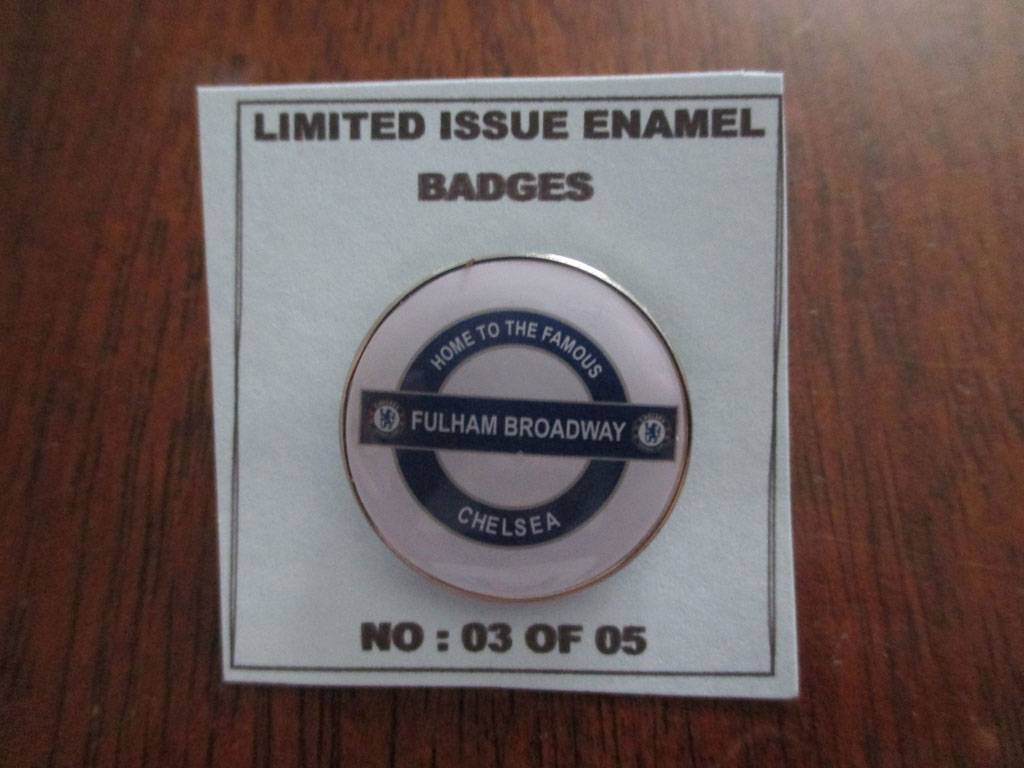 LIMITED ISSUE ENAMEL
BADGES
HOME TO THE FAMOUS
FULHAM BROADWAY
CHELSEA
NO : 03 OF 05